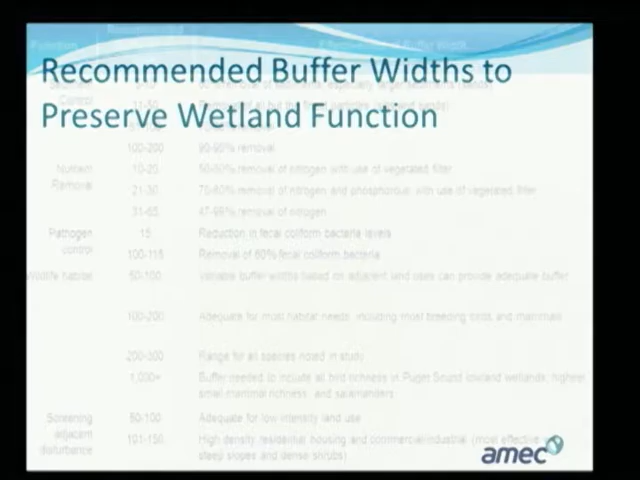 Function
Recommended
Recommended Buffer Widths to
Preserve Wetland Function
Sediment
Control
100-200 90-95% removal
Nutrient
Removal
10-20 50-80% removal of nitrogen with use of vegetated filter
21-30 70-80% removal of nitrogen and phosphorous with use of vegetated filter
31-65 47-99% removal of nitrogen
Pathogen
control
15 Reduction in fecal coliform bacteria levels
100-115 Removal of 60% fecal coliform bacteria
Wildlife habitat 50-100 Variable buffer widths based on adjacent land uses can provide adequate buffer
100-200 Adequate for most habitat needs, including most breeding birds and mammals
200-300 Range for all species noted in study
1,000+ Buffer needed to include all bird richness in Puget Sound lowland wetlands, highest
small mammal richness, and salamanders
Screening
adjacent
disturbance
50-100 Adequate for low intensity land use
101-150 High density residential housing and commercial/industrial (most effective
steep slopes and dense shrubs)
amec